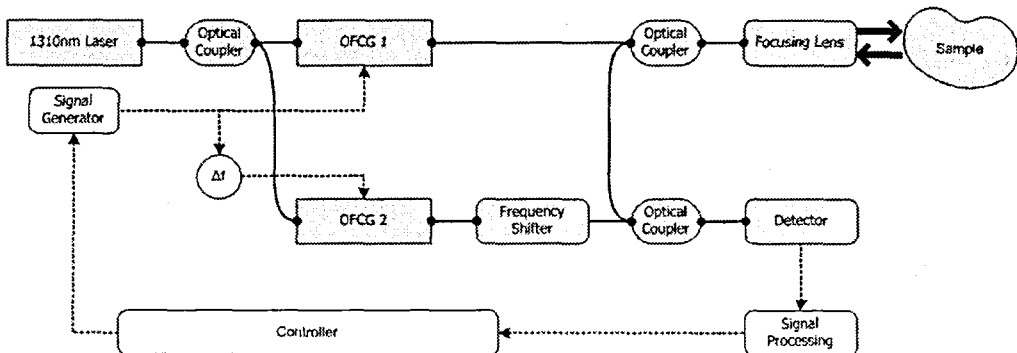 1310nm Laser
Optical
Coupler
OFCG 1
Optical
Coupler
Focusing Lens
Sample
Signal
Generator
Δf
OFCG 2
Frequency
Shifter
Optical
Coupler
Detector
Controller
Signal
Processing